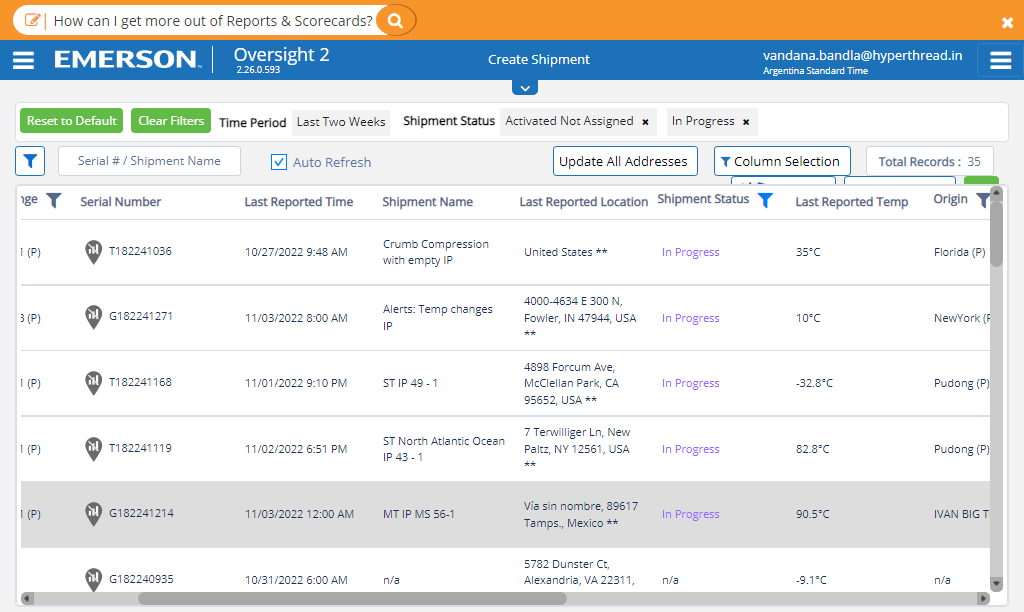 How can I get more out of Reports & Scorecards?
EMERSON
Oversight 2
2.26.0.593
Create Shipment
vandana.bandla@hyperthread.in
Argentina Standard Time
Reset to Default
Clear Filters
Time Period
Last Two Weeks
Shipment Status
Activated Not Assigned ×
In Progress ×
Serial # / Shipment Name
Auto Refresh
Update All Addresses
Column Selection
Total Records : 35
Serial Number
Last Reported Time
Shipment Name
Last Reported Location
Shipment Status
Last Reported Temp
Origin
(P)
T182241036
10/27/2022 9:48 AM
Crumb Compression
with empty IP
United States **
In Progress
35°C
Florida (P)
(P)
G182241271
11/03/2022 8:00 AM
Alerts: Temp changes
IP
4000-4634 E 300 N,
Fowler, IN 47944, USA
**
In Progress
10°C
NewYork
(P)
T182241168
11/01/2022 9:10 PM
ST IP 49 - 1
4898 Forcum Ave,
McClellan Park, CA
95652, USA **
In Progress
-32.8°C
Pudong (P)
(P)
T182241119
11/02/2022 6:51 PM
ST North Atlantic Ocean
IP 43 - 1
7 Terwilliger Ln, New
Paltz, NY 12561, USA
**
In Progress
82.8°C
Pudong (P)
(P)
G182241214
11/03/2022 12:00 AM
MT IP MS 56-1
Vía sin nombre, 89617
Tamps., Mexico **
In Progress
90.5°C
IVAN BIG T
G182240935
10/31/2022 6:00 AM
n/a
5782 Dunster Ct,
Alexandria, VA 22311,
n/a
-9.1°C
n/a